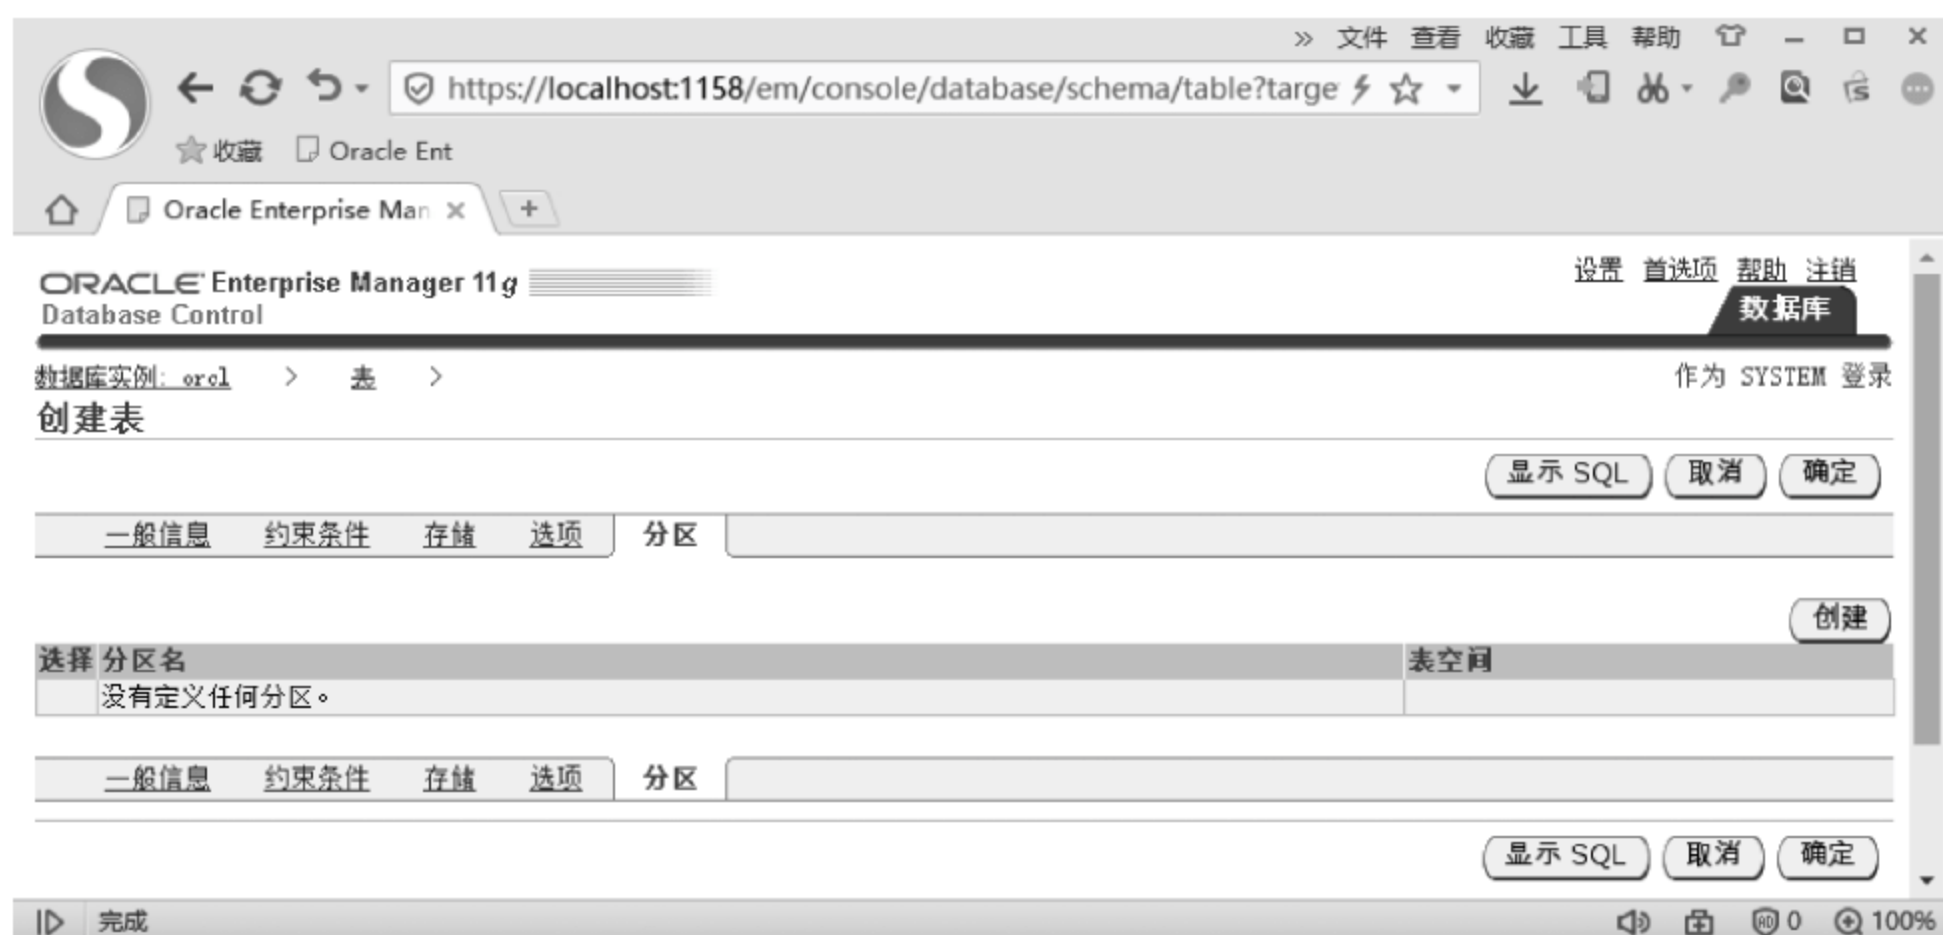 » 文件 查看 收藏 工具 帮助
https://localhost:1158/em/console/database/schema/table?targe
收藏 Oracle Ent
Oracle Enterprise Man
ORACLE Enterprise Manager 11g
Database Control
设置 首选项 帮助 注销
数据库
数据库实例: orcl > 表 >
作为 SYSTEM 登录
创建表
显示 SQL 取消 确定
一般信息 约束条件 存储 选项 分区
创建
选择 分区名 表空间
没有定义任何分区。
一般信息 约束条件 存储 选项 分区
显示 SQL 取消 确定
完成 0 100%